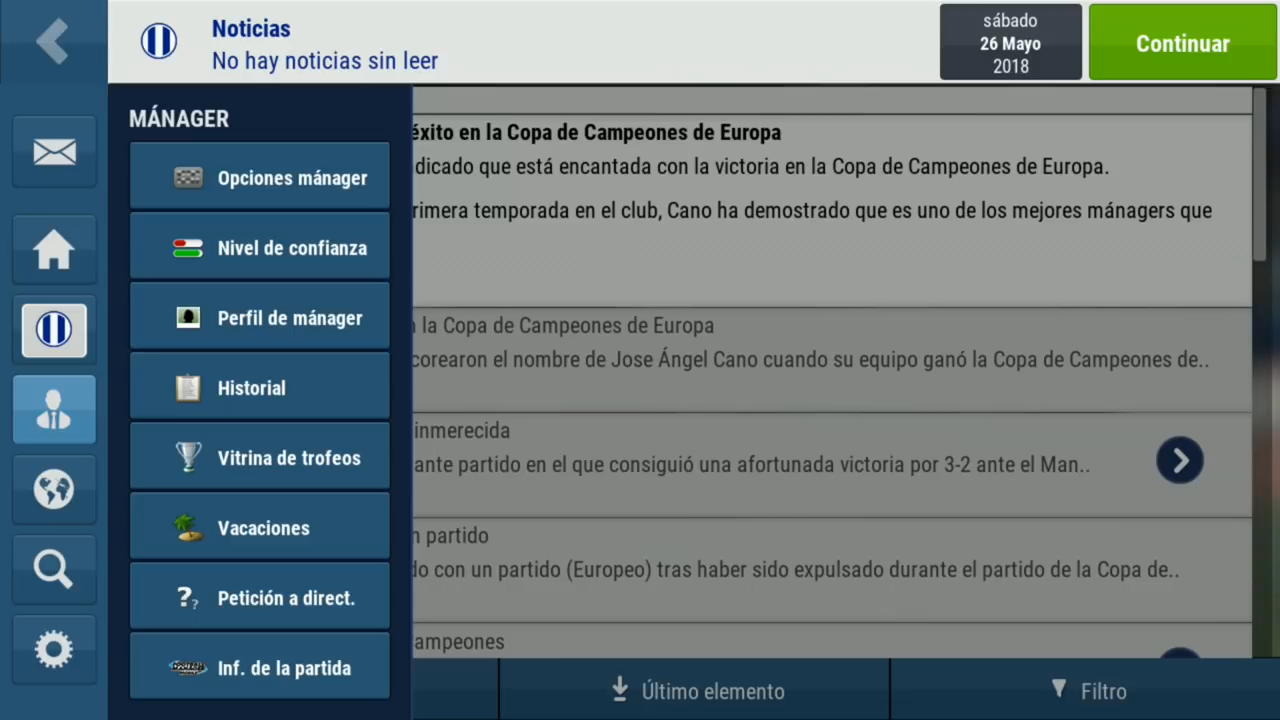 Noticias
No hay noticias sin leer
sábado
26 Mayo
2018
Continuar
MÁNAGER
Opciones mánager
Nivel de confianza
Perfil de mánager
Historial
Vitrina de trofeos
Vacaciones
Petición a direct.
Inf. de la partida
éxito en la Copa de Campeones de Europa
dicado que está encantada con la victoria en la Copa de Campeones de Europa.
rimera temporada en el club, Cano ha demostrado que es uno de los mejores mánagers que
la Copa de Campeones de Europa
corearon el nombre de Jose Ángel Cano cuando su equipo ganó la Copa de Campeones de..
inmerecida
ante partido en el que consiguió una afortunada victoria por 3-2 ante el Man..
partido
do con un partido (Europeo) tras haber sido expulsado durante el partido de la Copa de..
ampeones
Último elemento
Filtro